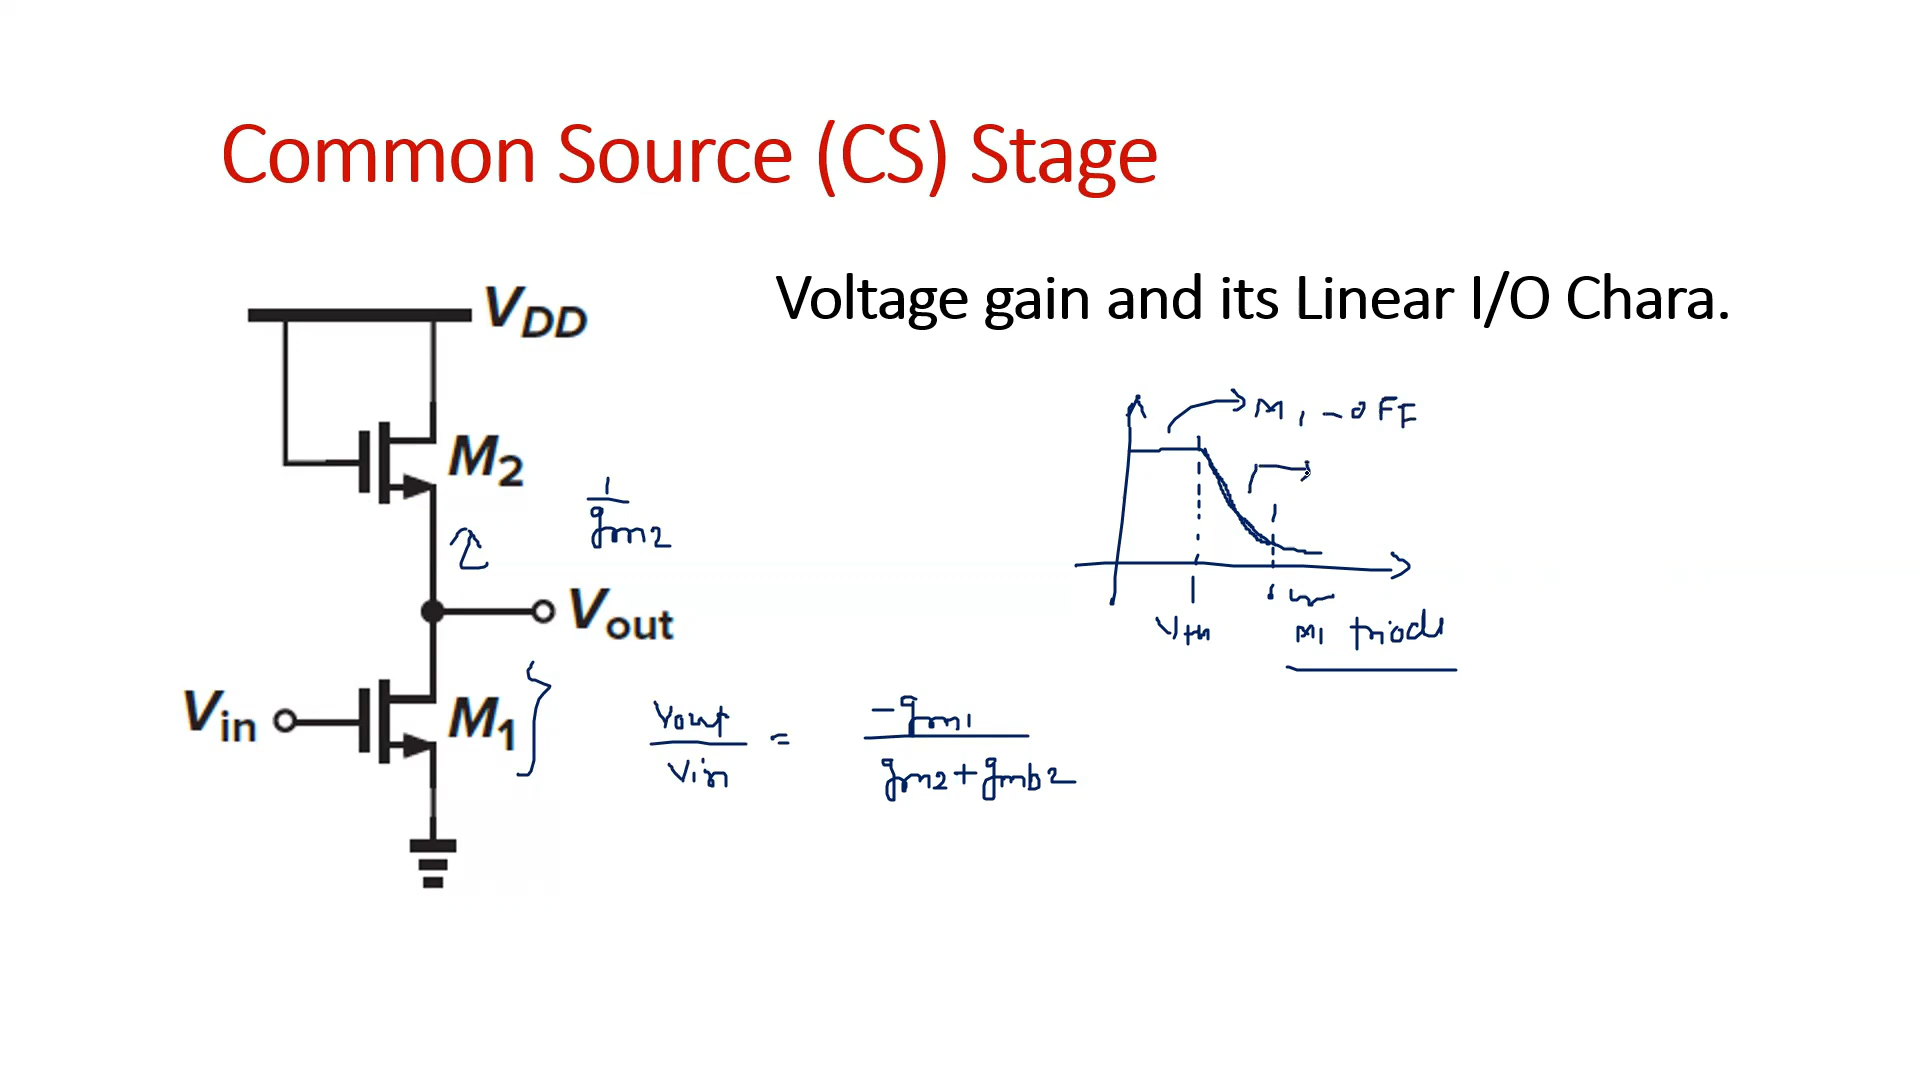 Common Source (CS) Stage
Voltage gain and its Linear I/O Chara.
VDD
M2
1
gm2
Vout
Vin
M1
Vout
Vin
=
-gm1
gm2+gmb2
M1-OFF
Vth
M1 triode